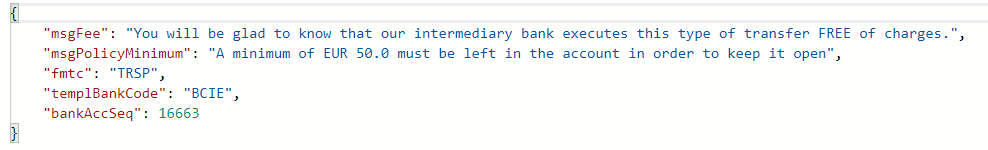 {
"msgFee": "You will be glad to know that our intermediary bank executes this type of transfer FREE of charges.",
"msgPolicyMinimum": "A minimum of EUR 50.0 must be left in the account in order to keep it open",
"fmtc": "TRSP",
"templBankCode": "BCIE",
"bankAccSeq": 16663
}